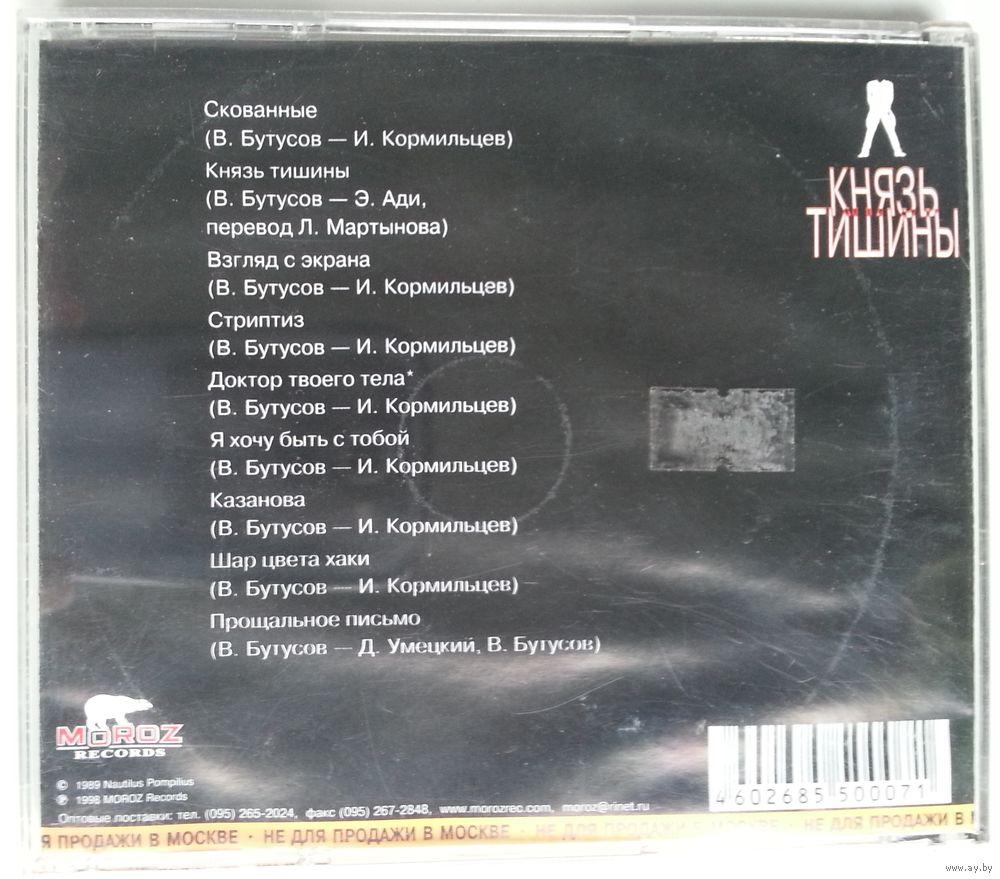 Скованные
(В. Бутусов — И. Кормильцев)
Князь тишины
(В. Бутусов — Э. Ади,
перевод Л. Мартынова)
Взгляд с экрана
(В. Бутусов — И. Кормильцев)
Стриптиз
(В. Бутусов — И. Кормильцев)
Доктор твоего тела*
(В. Бутусов — И. Кормильцев)
Я хочу быть с тобой
(В. Бутусов — И. Кормильцев)
Казанова
(В. Бутусов — И. Кормильцев)
Шар цвета хаки
(В. Бутусов — И. Кормильцев)
Прощальное письмо
(В. Бутусов — Д. Умецкий, В. Бутусов)
КНЯЗЬ
ТИШИНЫ
MOROZ
RECORDS
© 1989 Nautilus Pompilius
℗ 1998 MOROZ Records
Оптовые поставки: тел. (095) 265-2024, факс (095) 267-2848, www.morozrec.com, moroz@rinet.ru
4 602685 500071
Я ПРОДАЖИ В МОСКВЕ · НЕ ДЛЯ ПРОДАЖИ В МОСКВЕ · НЕ ДЛЯ ПРОДАЖИ В МОСКВЕ · НЕ ДЛЯ ПРОДАЖИ В М
www.ay.by